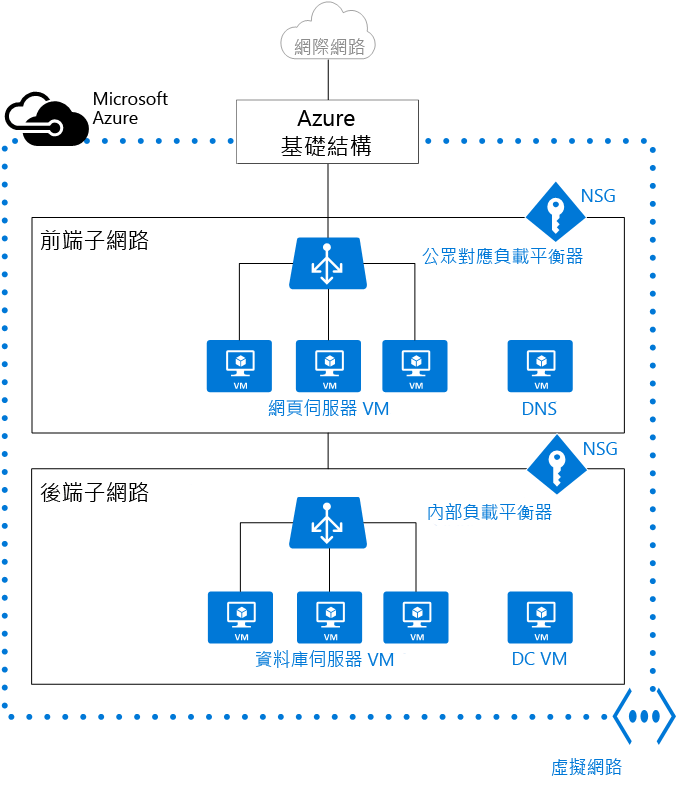 網際網路
Microsoft
Azure
Azure
基礎結構
NSG
前端子網路
公眾對應負載平衡器
VM
VM
VM
VM
網頁伺服器 VM
DNS
NSG
後端子網路
內部負載平衡器
VM
VM
VM
VM
資料庫伺服器 VM
DC VM
虛擬網路